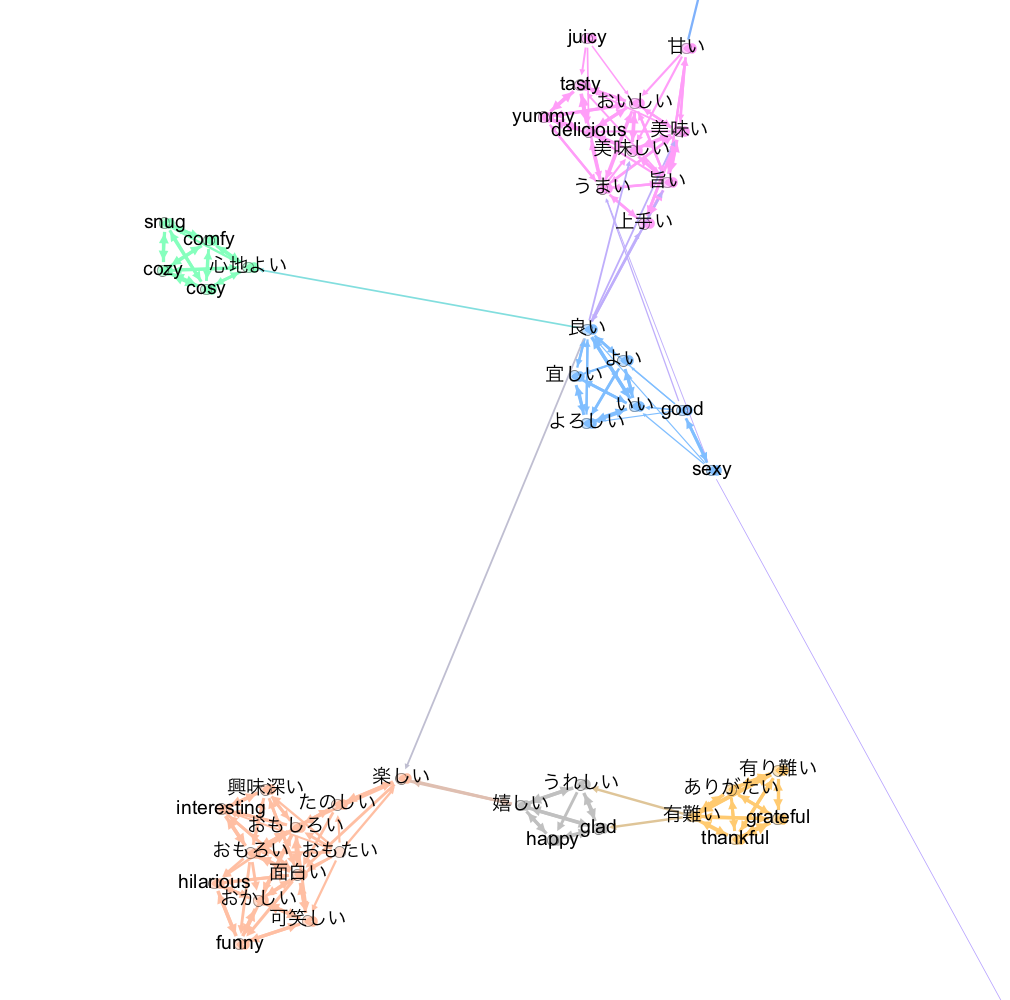 juicy
甘い
tasty
おいしい
yummy
delicious
美味い
美味しい
うまい
旨い
上手い
snug
comfy
心地よい
cozy
cosy
良い
よい
宜しい
いい
good
よろしい
sexy
有り難い
楽しい
うれしい
興味深い
ありがたい
たのしい
嬉しい
interesting
有難い
grateful
おもしろい
glad
happy
thankful
おもろい
おもたい
面白い
hilarious
おかしい
可笑しい
funny